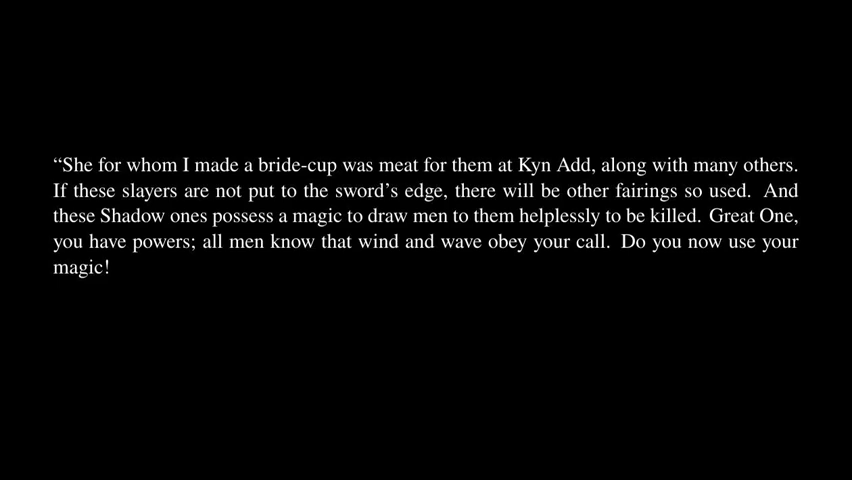 “She for whom I made a bride-cup was meat for them at Kyn Add, along with many others.
If these slayers are not put to the sword’s edge, there will be other fairings so used. And
these Shadow ones possess a magic to draw men to them helplessly to be killed. Great One,
you have powers; all men know that wind and wave obey your call. Do you now use your
magic!